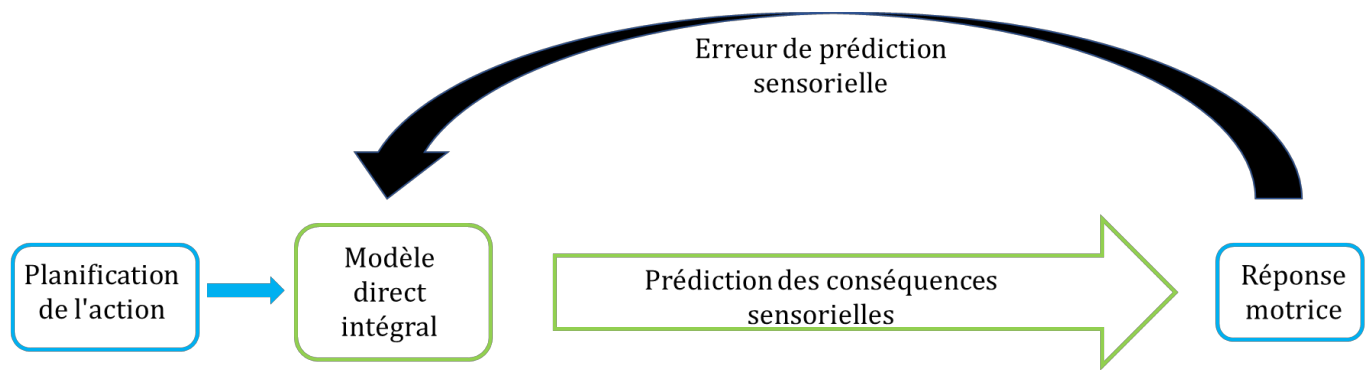 Erreur de prédiction
sensorielle
Planification
de l'action
Modèle
direct
intégral
Prédiction des conséquences
sensorielles
Réponse
motrice